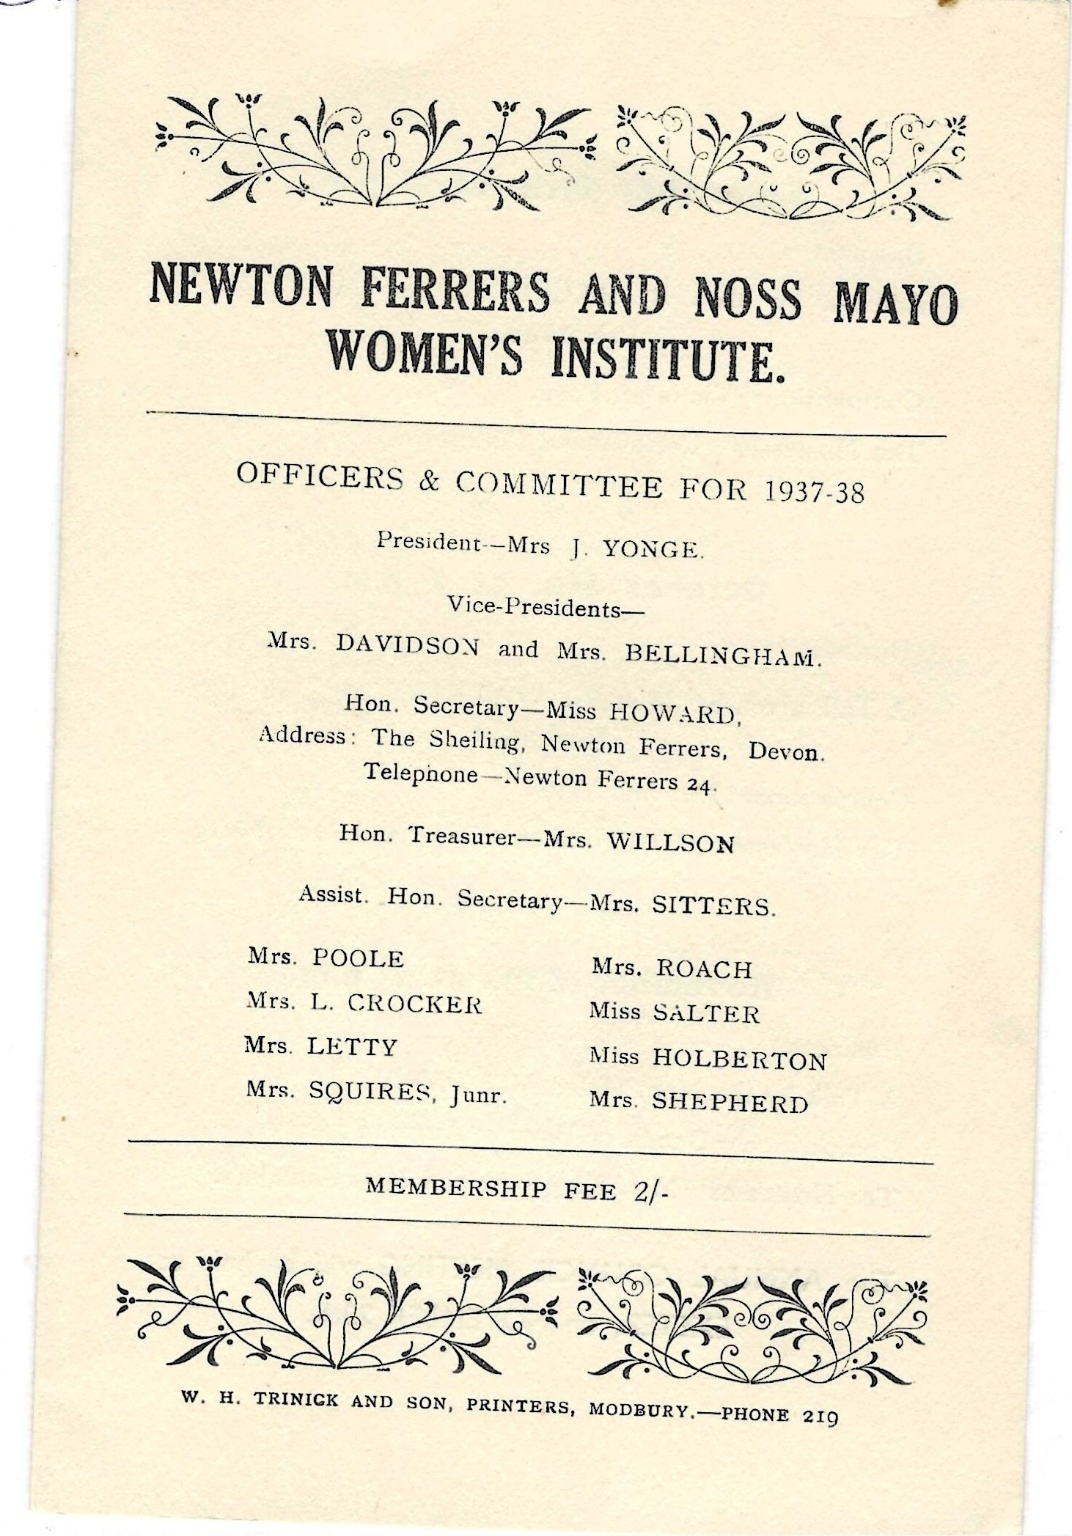 NEWTON FERRERS AND NOSS MAYO
WOMEN'S INSTITUTE.
OFFICERS & COMMITTEE FOR 1937-38
President--Mrs J. YONGE.
Vice-Presidents—
Mrs. DAVIDSON and Mrs. BELLINGHAM.
Hon. Secretary—Miss HOWARD,
Address: The Sheiling, Newton Ferrers, Devon.
Telephone—Newton Ferrers 24.
Hon. Treasurer—Mrs. WILLSON
Assist. Hon. Secretary—Mrs. SITTERS.
Mrs. POOLE Mrs. ROACH
Mrs. L. CROCKER Miss SALTER
Mrs. LETTY Miss HOLBERTON
Mrs. SQUIRES, Junr. Mrs. SHEPHERD
MEMBERSHIP FEE 2/-
W. H. TRINICK AND SON, PRINTERS, MODBURY.—PHONE 219